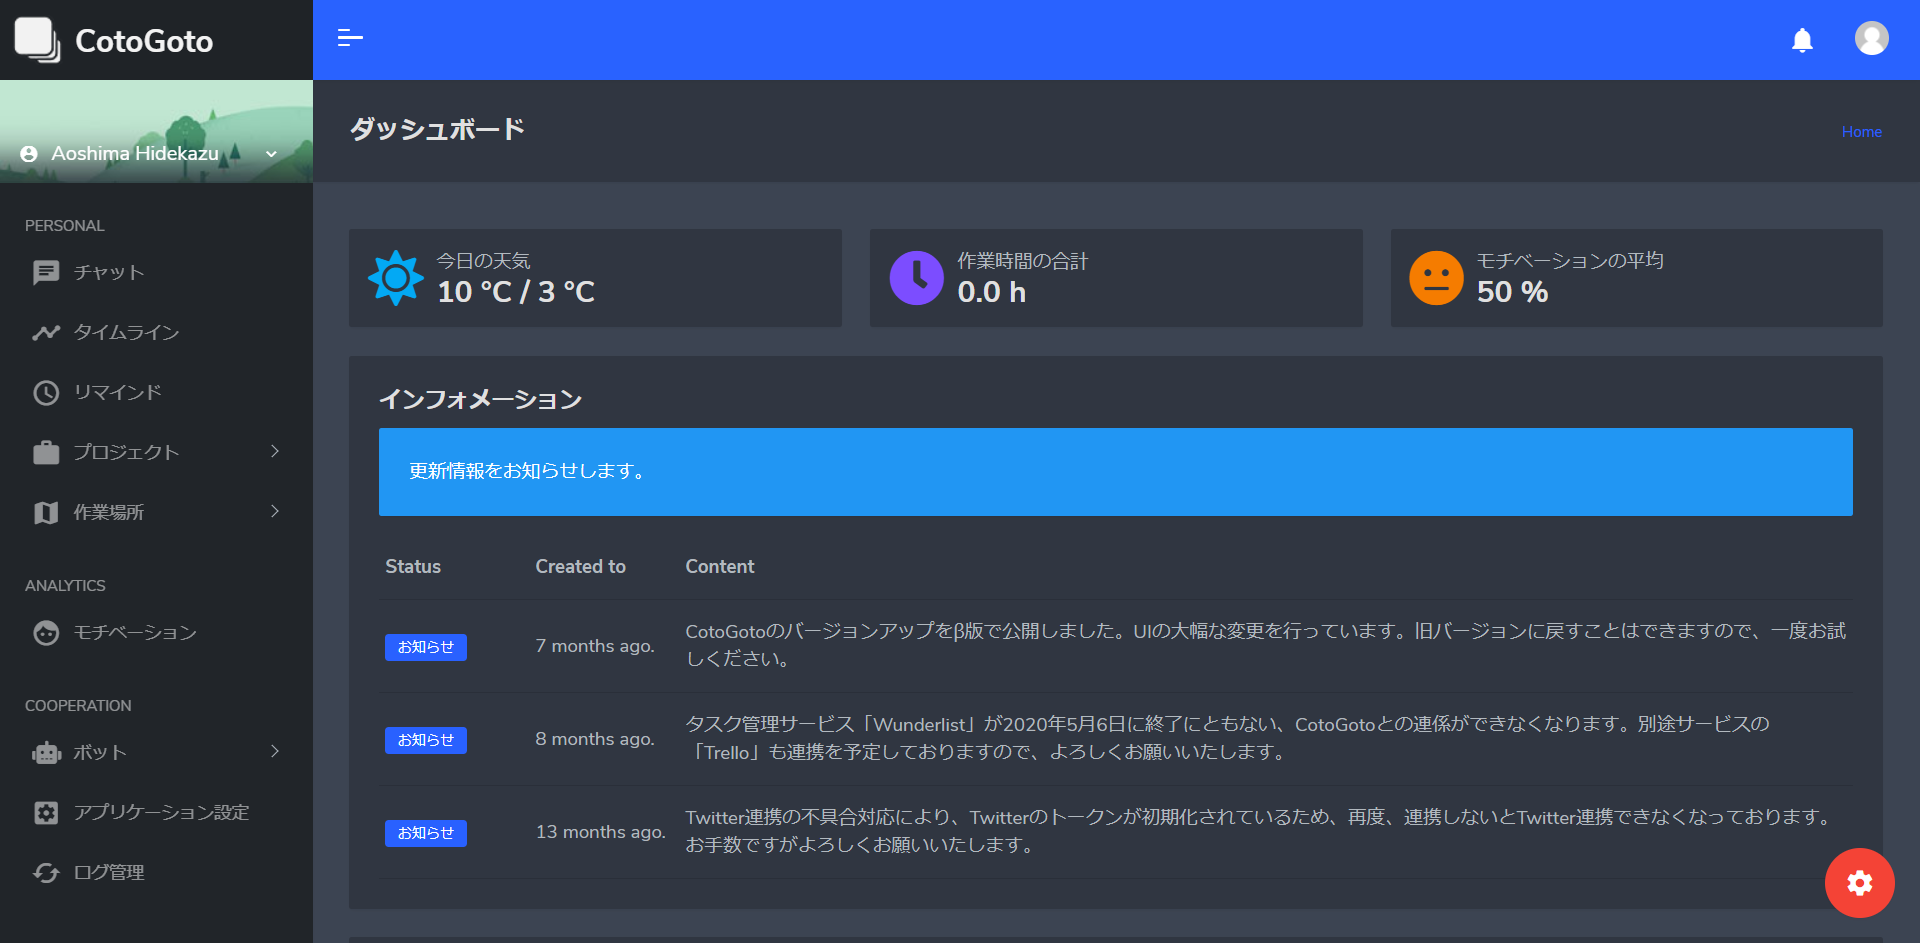 CotoGoto
Aoshima Hidekazu
PERSONAL
チャット
タイムライン
リマインド
プロジェクト
作業場所
ANALYTICS
モチベーション
COOPERATION
ボット
アプリケーション設定
ログ管理
ダッシュボード
Home
今日の天気
10 °C / 3 °C
作業時間の合計
0.0 h
モチベーションの平均
50 %
インフォメーション
更新情報をお知らせします。
Status Created to Content
お知らせ 7 months ago. CotoGotoのバージョンアップをβ版で公開しました。UIの大幅な変更を行っています。旧バージョンに戻すことはできますので、一度お試
しください。
お知らせ 8 months ago. タスク管理サービス「Wunderlist」が2020年5月6日に終了にともない、CotoGotoとの連係ができなくなります。別途サービスの
「Trello」も連携を予定しておりますので、よろしくお願いいたします。
お知らせ 13 months ago. Twitter連携の不具合対応により、Twitterのトークンが初期化されているため、再度、連携しないとTwitter連携できなくなっております。
お手数ですがよろしくお願いいたします。